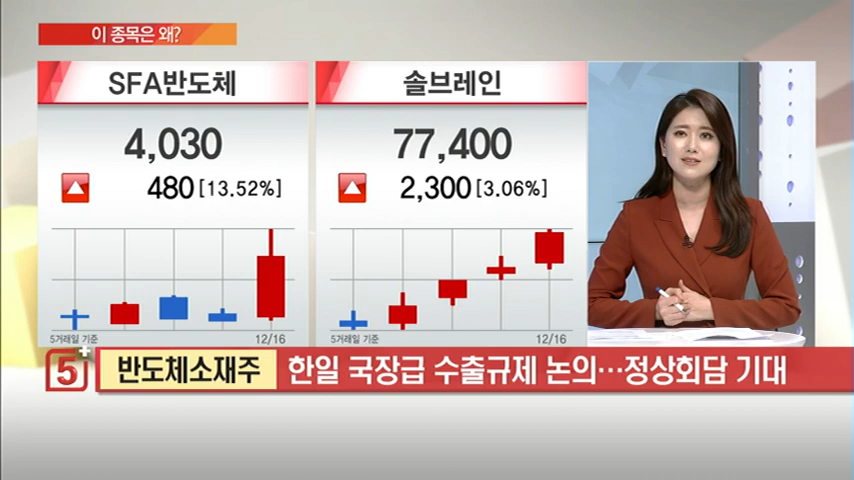 이 종목은 왜?
SFA반도체
4,030
480[13.52%]
5거래일 기준
12/16
솔브레인
77,400
2,300[3.06%]
5거래일 기준
12/16
5+
반도체소재주
한일 국장급 수출규제 논의…정상회담 기대